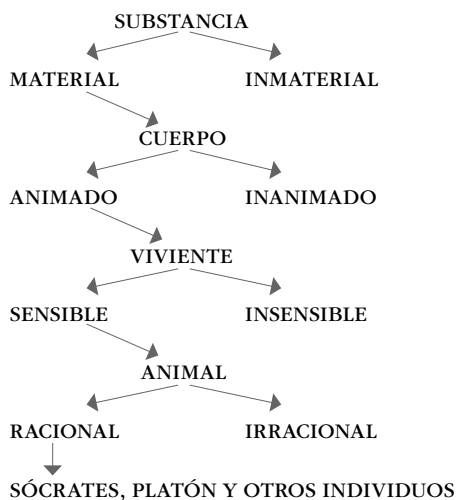 SUBSTANCIA
MATERIAL INMATERIAL
CUERPO
ANIMADO INANIMADO
VIVIENTE
SENSIBLE INSENSIBLE
ANIMAL
RACIONAL IRRACIONAL
SÓCRATES, PLATÓN Y OTROS INDIVIDUOS